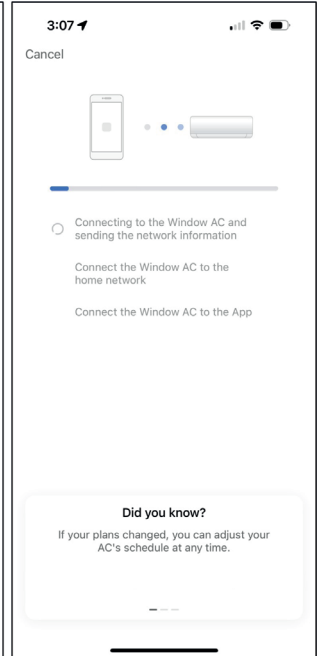 3:07
Cancel
Connecting to the Window AC and
sending the network information
Connect the Window AC to the
home network
Connect the Window AC to the App
Did you know?
If your plans changed, you can adjust your
AC's schedule at any time.